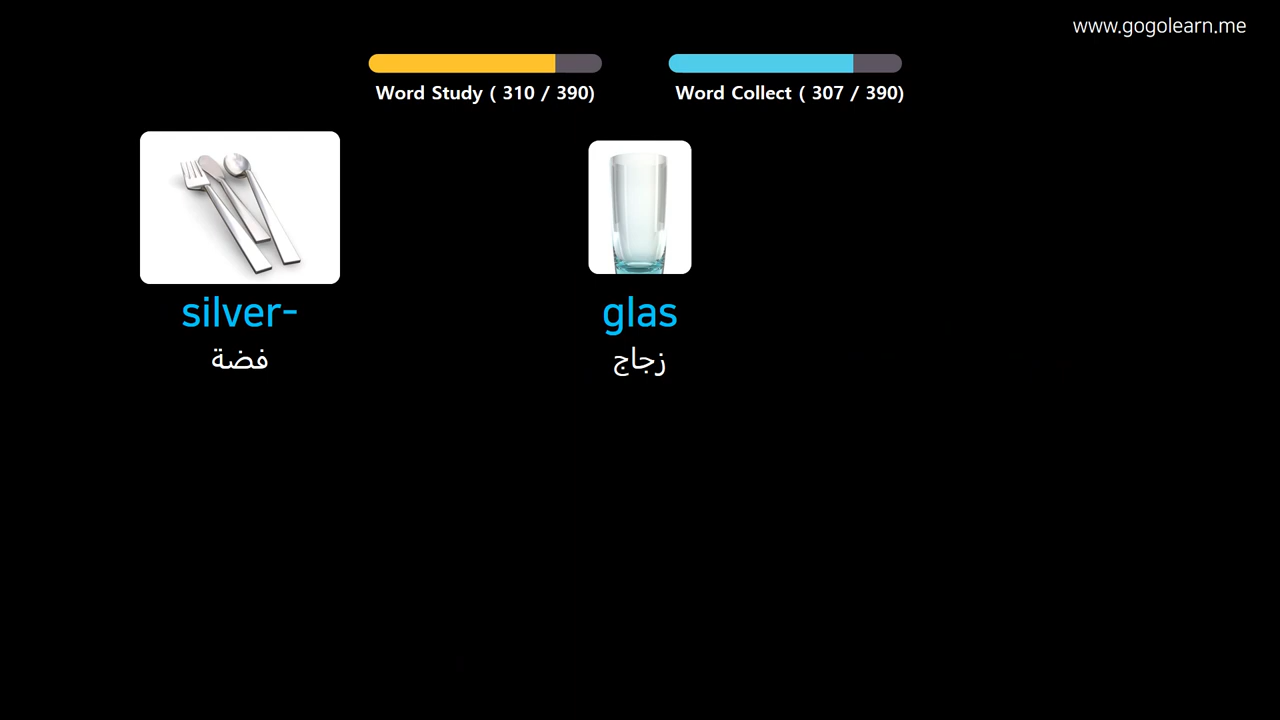 www.gogolearn.me
Word Study ( 310 / 390)
Word Collect ( 307 / 390)
silver-
فضة
glas
زجاج